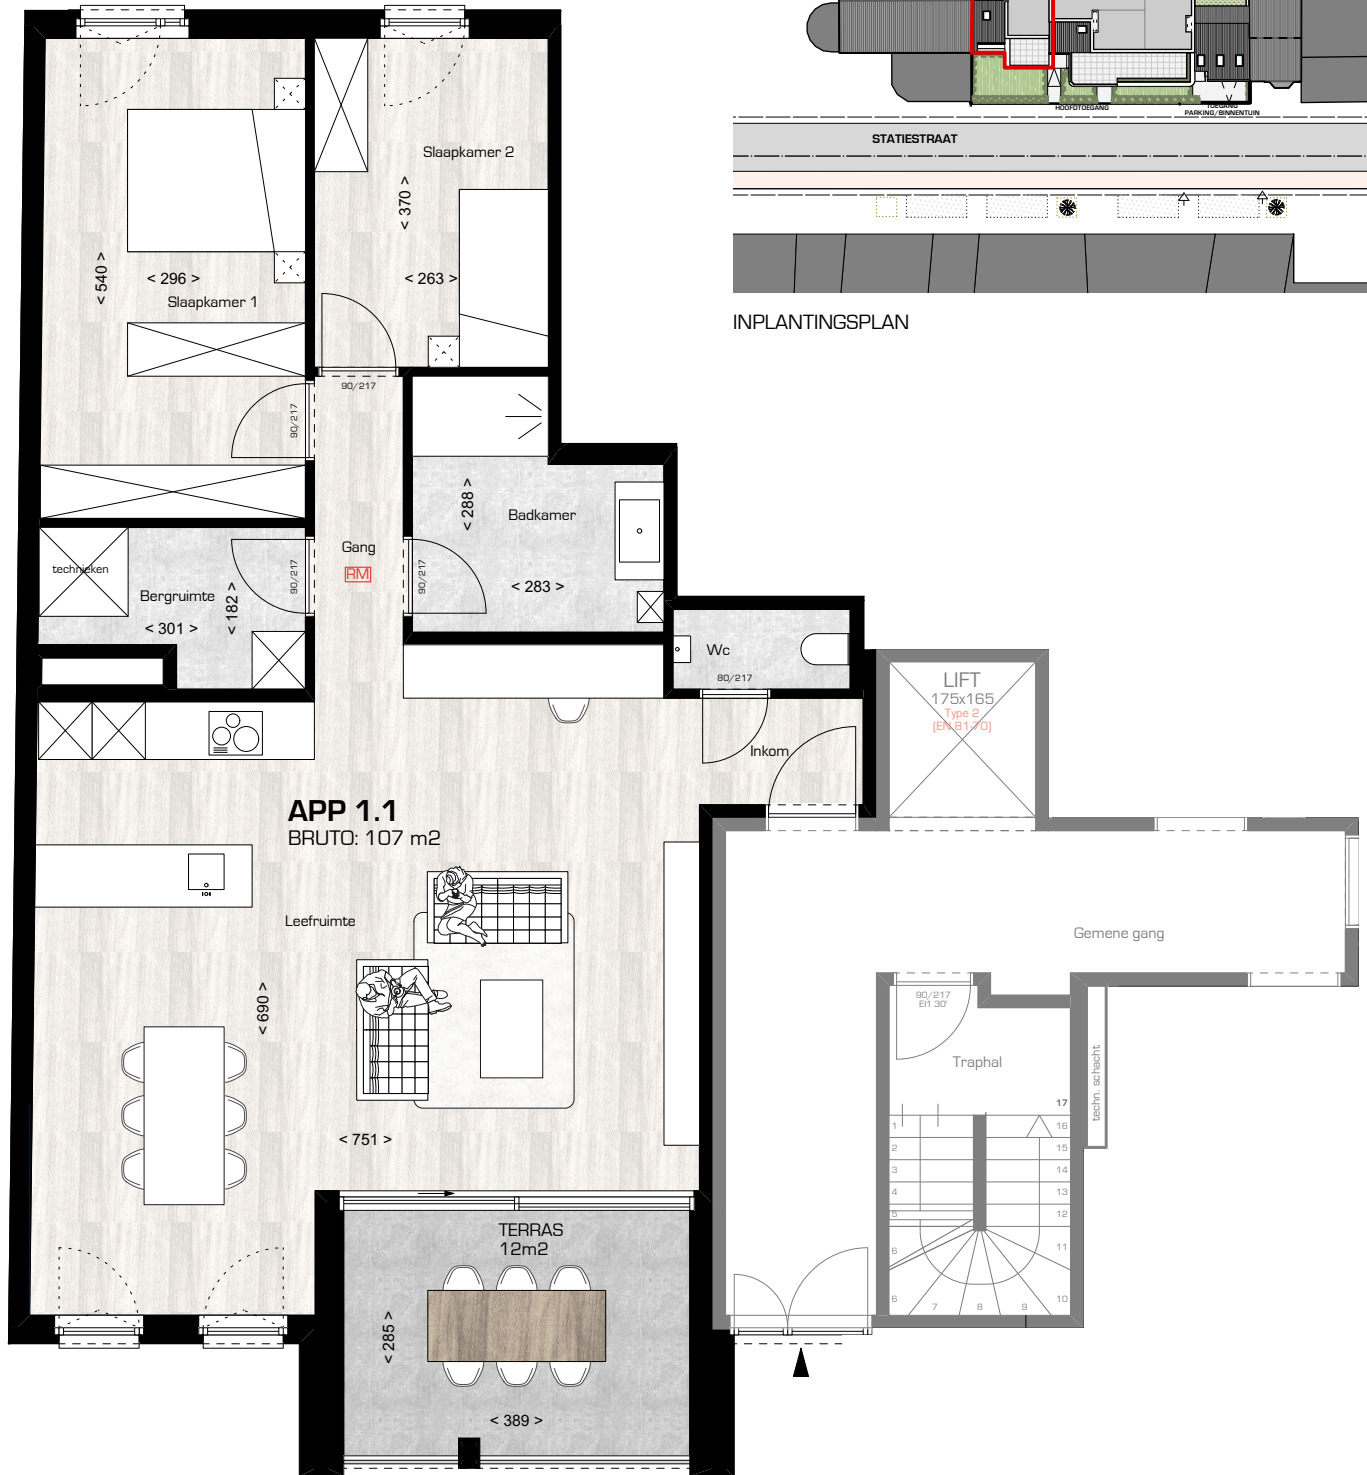 HOOFDTOEGANG
TOEGANG
PARKING/BINNENTUIN
STATIESTRAAT
INPLANTINGSPLAN
Slaapkamer 2
< 370 >
< 263 >
< 540 >
< 296 >
Slaapkamer 1
90/217
90/217
< 288 >
Badkamer
< 283 >
Gang
RM
90/217
90/217
technieken
Bergruimte
< 301 >
< 182 >
Wc
80/217
Inkom
LIFT
175x165
Type 2
(EN 81-70)
APP 1.1
BRUTO: 107 m2
Leefruimte
< 690 >
< 751 >
Gemene gang
90/217
EI1 30'
Traphal
techn. schacht
17
1
16
2
15
3
14
4
13
5
12
6
11
6
7
8
9
10
TERRAS
12m2
< 285 >
< 389 >